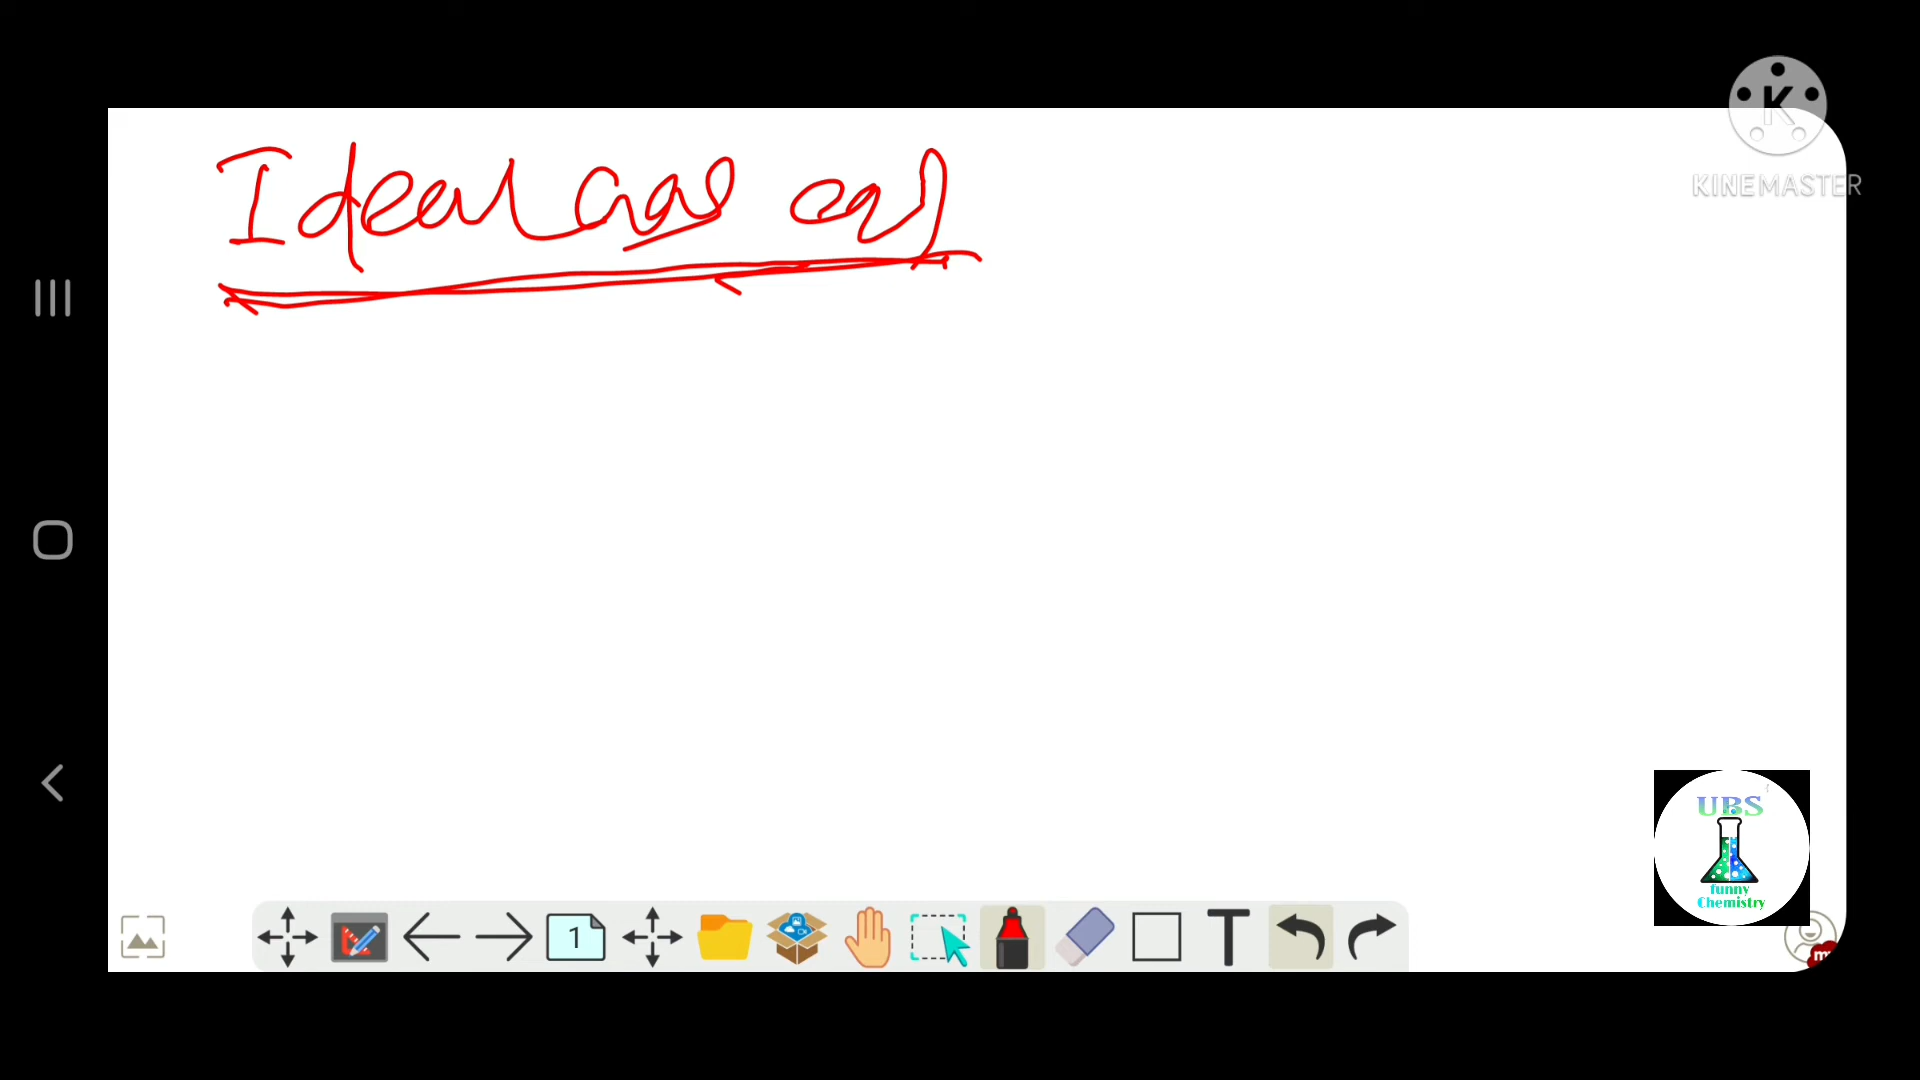 Ideal Gas eq
KINEMASTER
K
1
T
UBS
funny
Chemistry
m